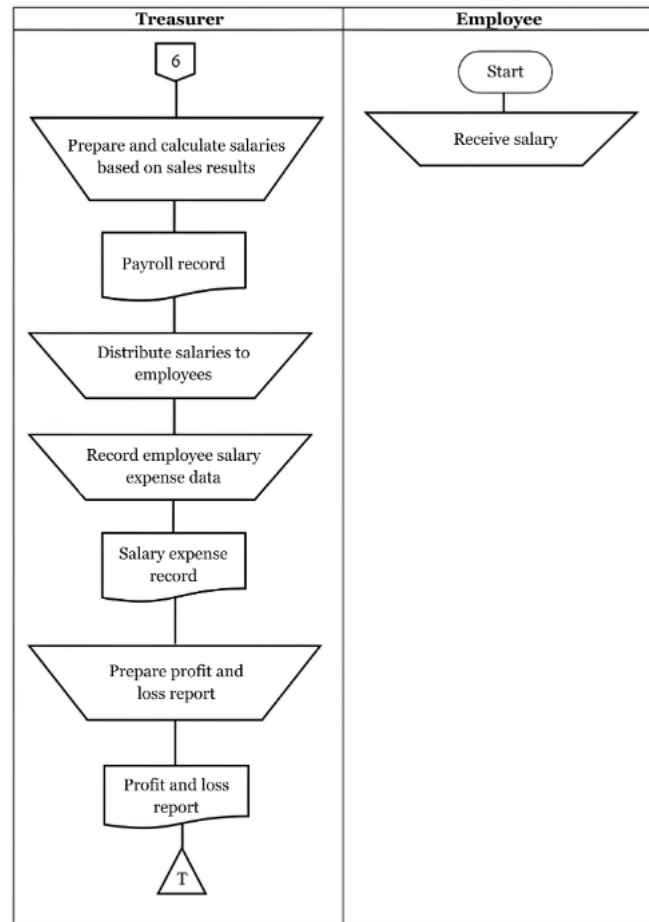 Treasurer
Employee
6
Start
Prepare and calculate salaries
based on sales results
Receive salary
Payroll record
Distribute salaries to
employees
Record employee salary
expense data
Salary expense
record
Prepare profit and
loss report
Profit and loss
report
T